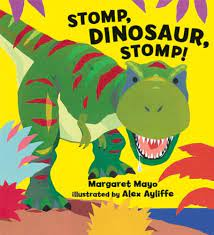 STOMP,
DINOSAUR,
STOMP!
Margaret Mayo
illustrated by Alex Ayliffe